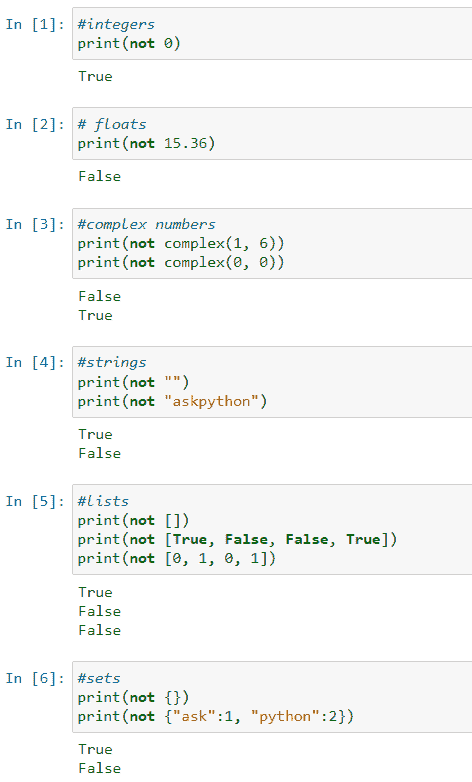 In [1]: #integers
print(not 0)
True
In [2]: # floats
print(not 15.36)
False
In [3]: #complex numbers
print(not complex(1, 6))
print(not complex(0, 0))
False
True
In [4]: #strings
print(not "")
print(not "askpython")
True
False
In [5]: #lists
print(not [])
print(not [True, False, False, True])
print(not [0, 1, 0, 1])
True
False
False
In [6]: #sets
print(not {})
print(not {"ask":1, "python":2})
True
False